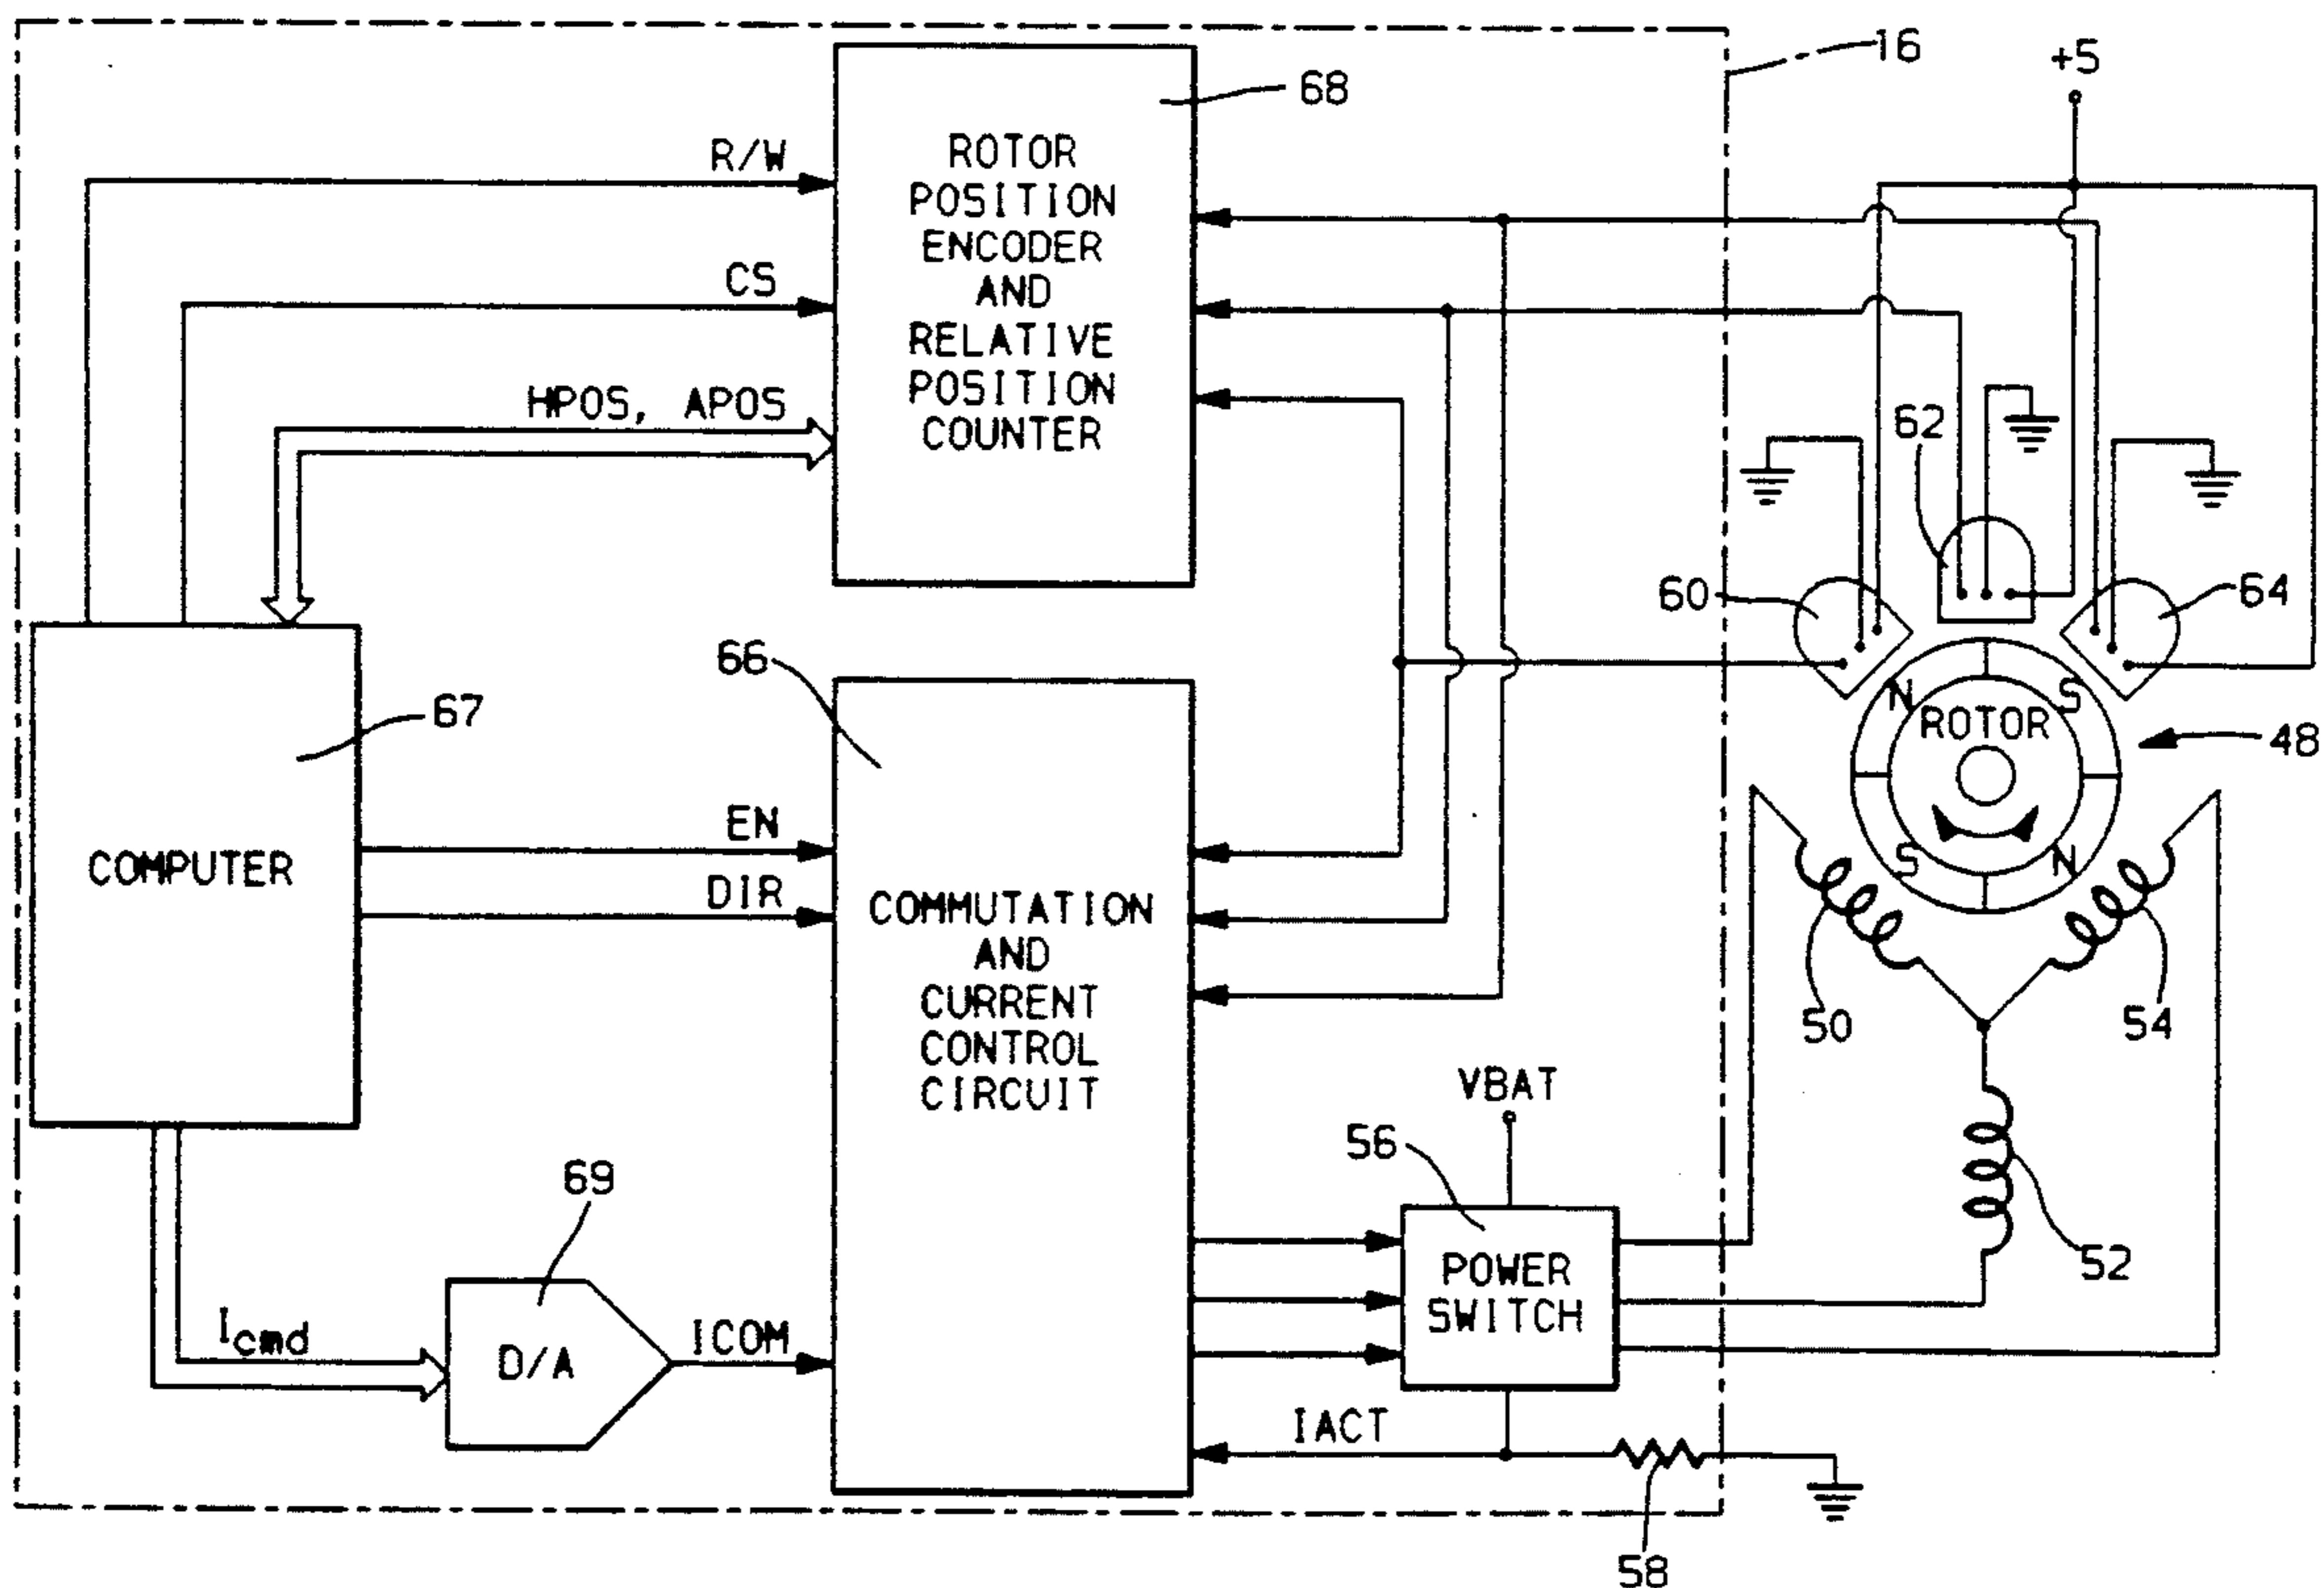 16
+5
68
R/W
ROTOR
POSITION
ENCODER
AND
RELATIVE
POSITION
COUNTER
CS
HPOS, APOS
62
60
64
66
67
N
S
ROTOR
48
S
N
COMPUTER
EN
DIR
COMMUTATION
AND
CURRENT
CONTROL
CIRCUIT
50
54
VBAT
56
52
69
POWER
SWITCH
Icmd
D/A
ICOM
IACT
58